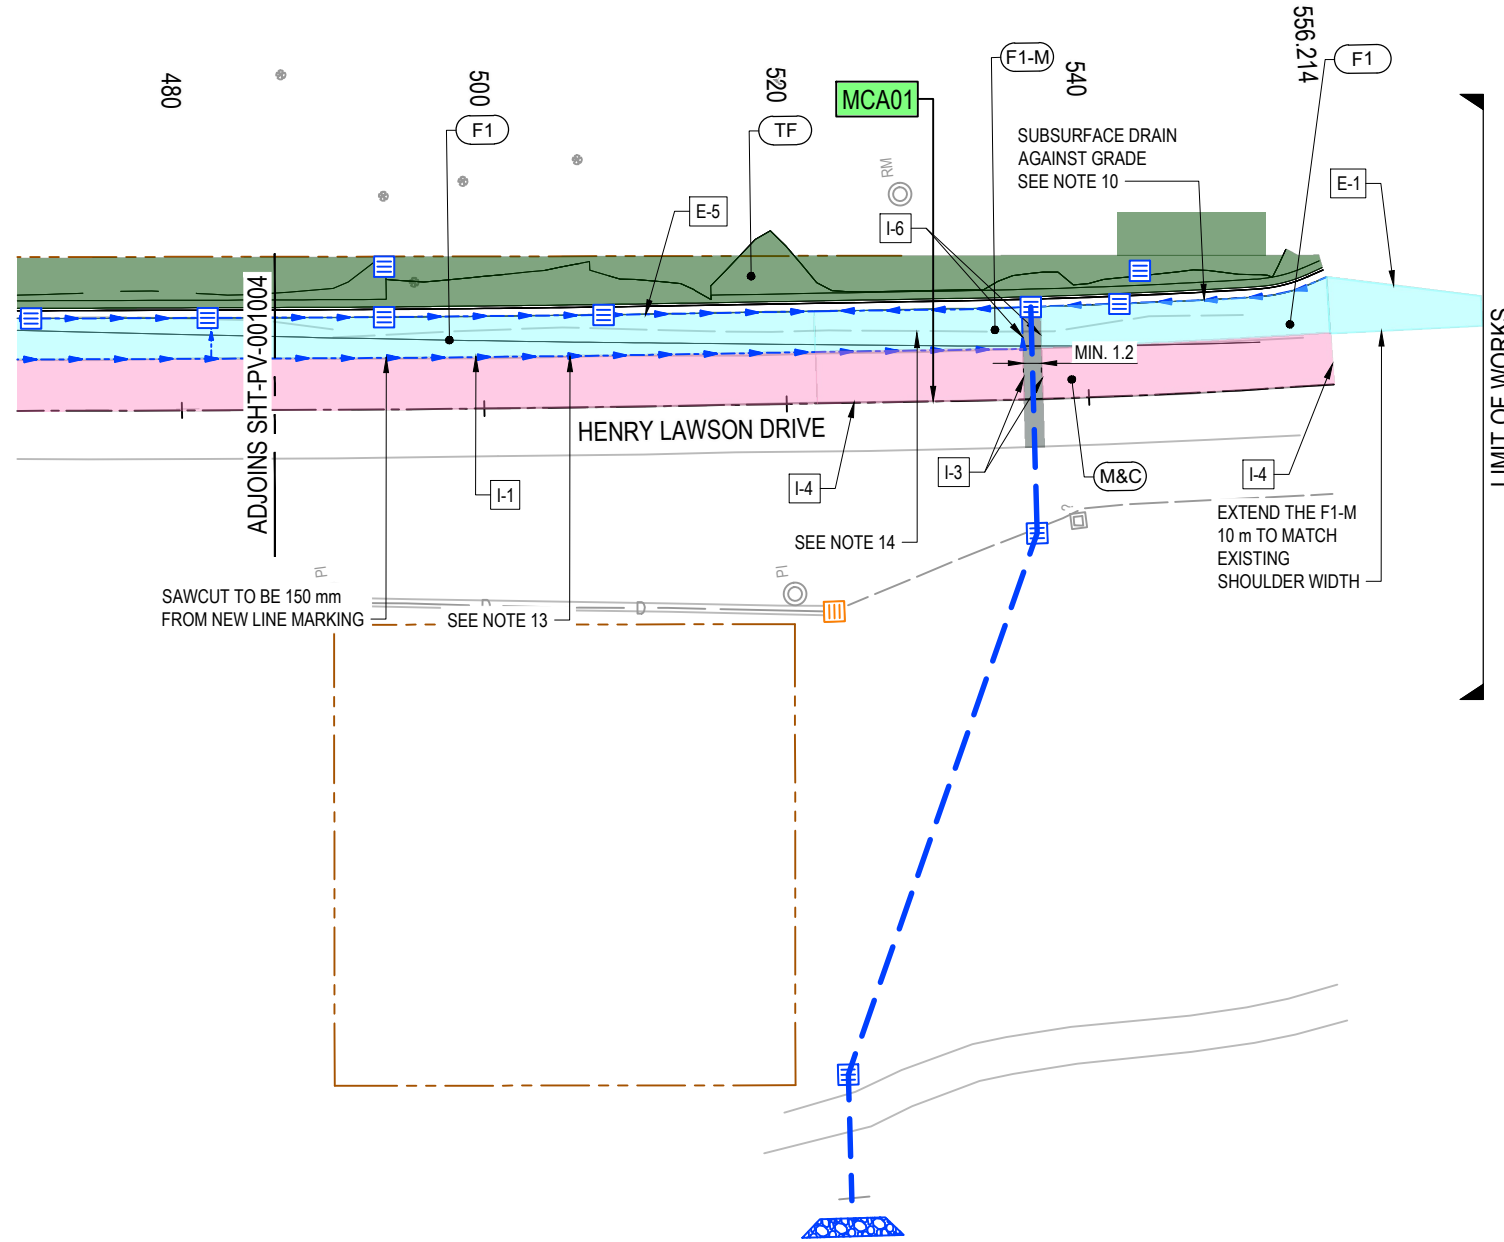 480
500
520
540
556.214
F1
TF
MCA01
F1-M
F1
SUBSURFACE DRAIN
AGAINST GRADE
SEE NOTE 10
E-1
RM
E-5
I-6
MIN. 1.2
ADJOINS SHT-PV-001004
HENRY LAWSON DRIVE
LIMIT OF WORKS
I-1
I-4
I-3
M&C
I-4
SEE NOTE 14
EXTEND THE F1-M
10 m TO MATCH
EXISTING
SHOULDER WIDTH
?
PI
PI
SAWCUT TO BE 150 mm
FROM NEW LINE MARKING
SEE NOTE 13
D
D